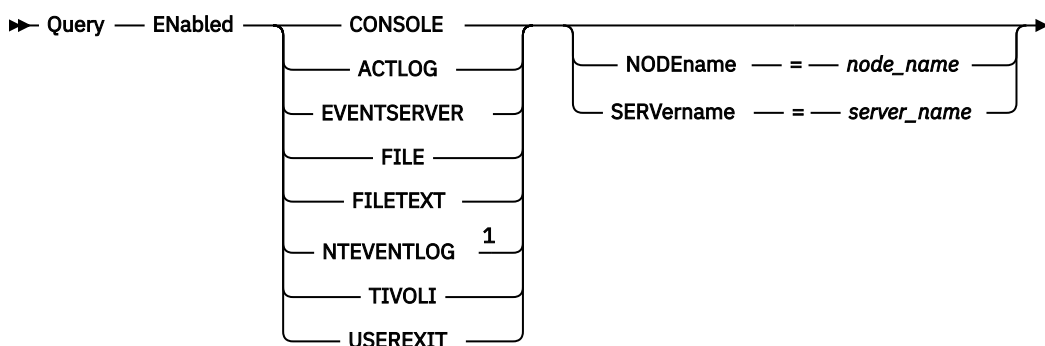 Query ENabled CONSOLE
ACTLOG NODEname = node_name
EVENTSERVER SERVername = server_name
FILE
FILETEXT
NTEVENTLOG 1
TIVOLI
USEREXIT